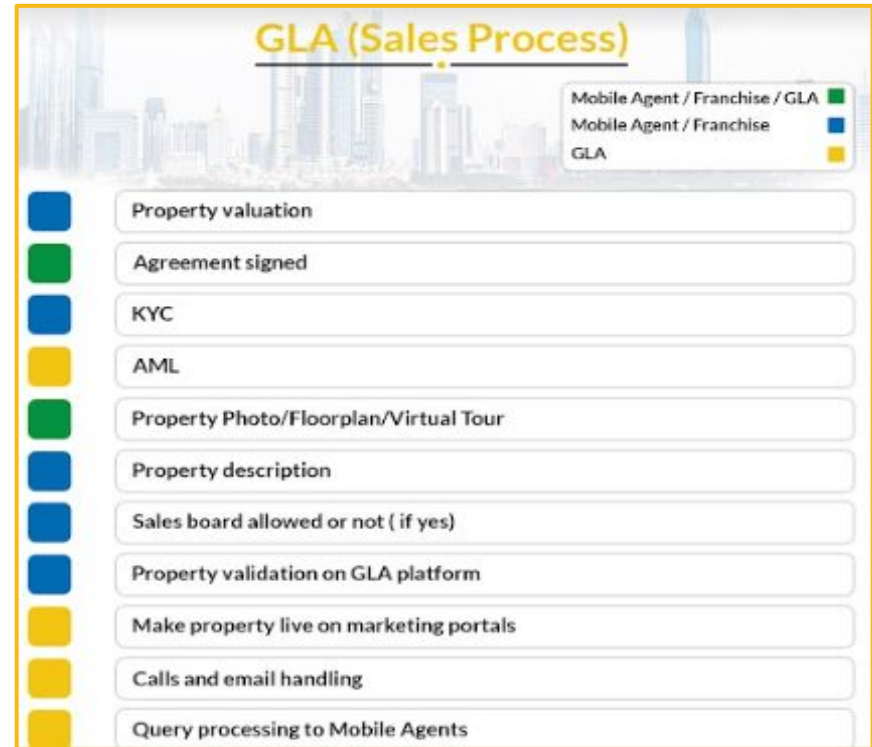 GLA (Sales Process)
Mobile Agent / Franchise / GLA
Mobile Agent / Franchise
GLA
Property valuation
Agreement signed
KYC
AML
Property Photo/Floorplan/Virtual Tour
Property description
Sales board allowed or not ( if yes)
Property validation on GLA platform
Make property live on marketing portals
Calls and email handling
Query processing to Mobile Agents